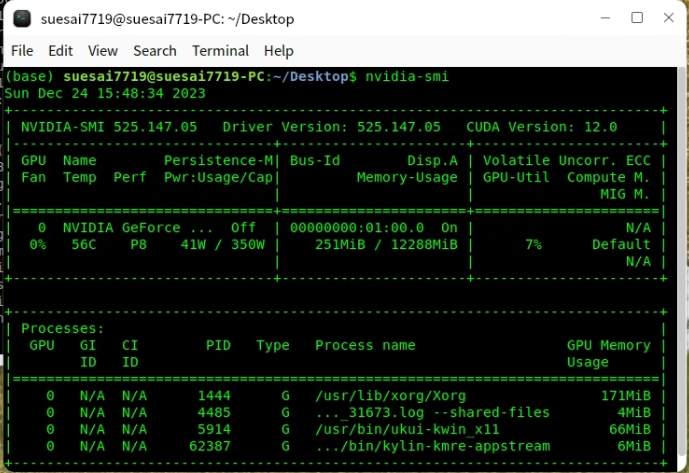 suesai7719@suesai7719-PC: ~/Desktop
File Edit View Search Terminal Help
(base) suesai7719@suesai7719-PC:~/Desktop$ nvidia-smi
Sun Dec 24 15:48:34 2023
+-----------------------------------------------------------------------------+
| NVIDIA-SMI 525.147.05   Driver Version: 525.147.05   CUDA Version: 12.0     |
|-------------------------------+----------------------+----------------------+
| GPU  Name        Persistence-M| Bus-Id        Disp.A | Volatile Uncorr. ECC |
| Fan  Temp  Perf  Pwr:Usage/Cap|         Memory-Usage | GPU-Util  Compute M. |
|                               |                      |               MIG M. |
|===============================+======================+======================|
|   0  NVIDIA GeForce ...  Off  | 00000000:01:00.0  On |                  N/A |
|  0%   56C    P8    41W / 350W |    251MiB / 12288MiB |      7%      Default |
|                               |                      |                  N/A |
+-------------------------------+----------------------+----------------------+
+-----------------------------------------------------------------------------+
| Processes:                                                                  |
|  GPU   GI   CI        PID   Type   Process name                  GPU Memory |
|        ID   ID                                                   Usage      |
|=============================================================================|
|    0   N/A  N/A      1444      G   /usr/lib/xorg/Xorg                171MiB |
|    0   N/A  N/A      4485      G   ..._31673.log --shared-files        4MiB |
|    0   N/A  N/A      5914      G   /usr/bin/ukui-kwin_x11             66MiB |
|    0   N/A  N/A     62387      G   .../bin/kylin-kmre-appstream        6MiB |
+-----------------------------------------------------------------------------+